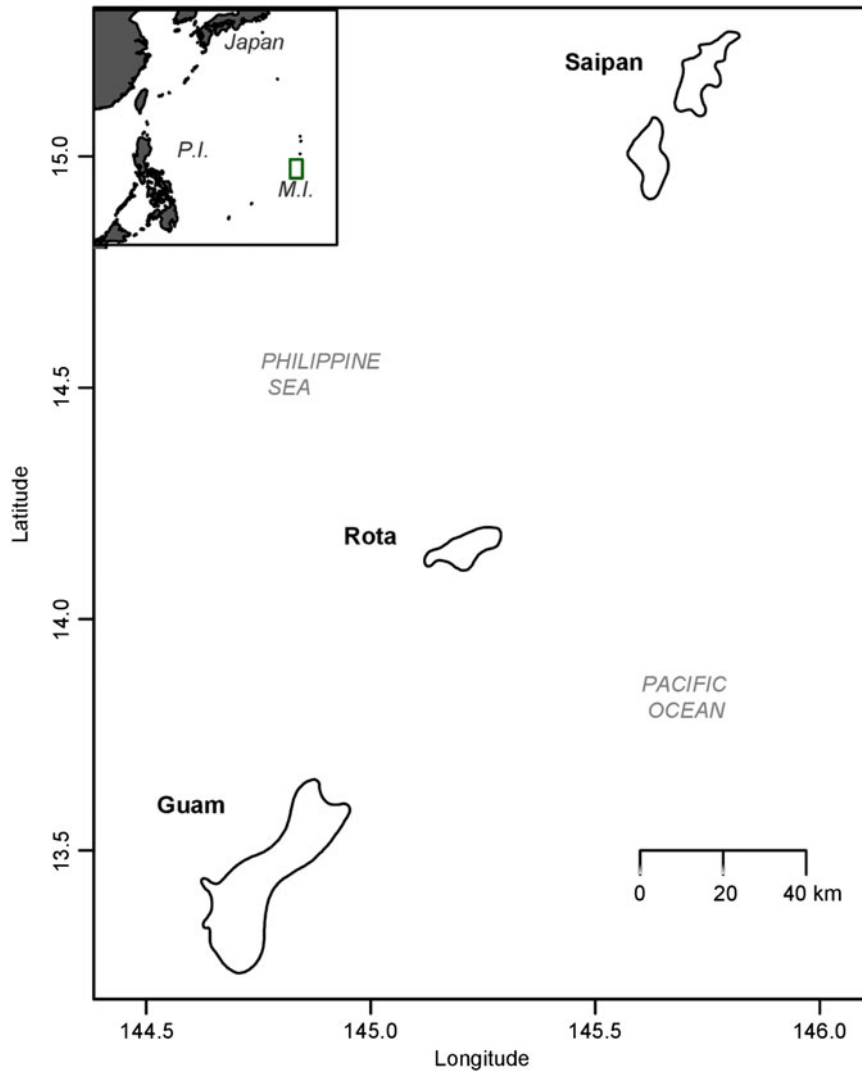 Japan
P.I.
M.I.
Saipan
PHILIPPINE
SEA
Rota
PACIFIC
OCEAN
Guam
0 20 40 km
15.0
14.5
14.0
13.5
Latitude
144.5 145.0 145.5 146.0
Longitude